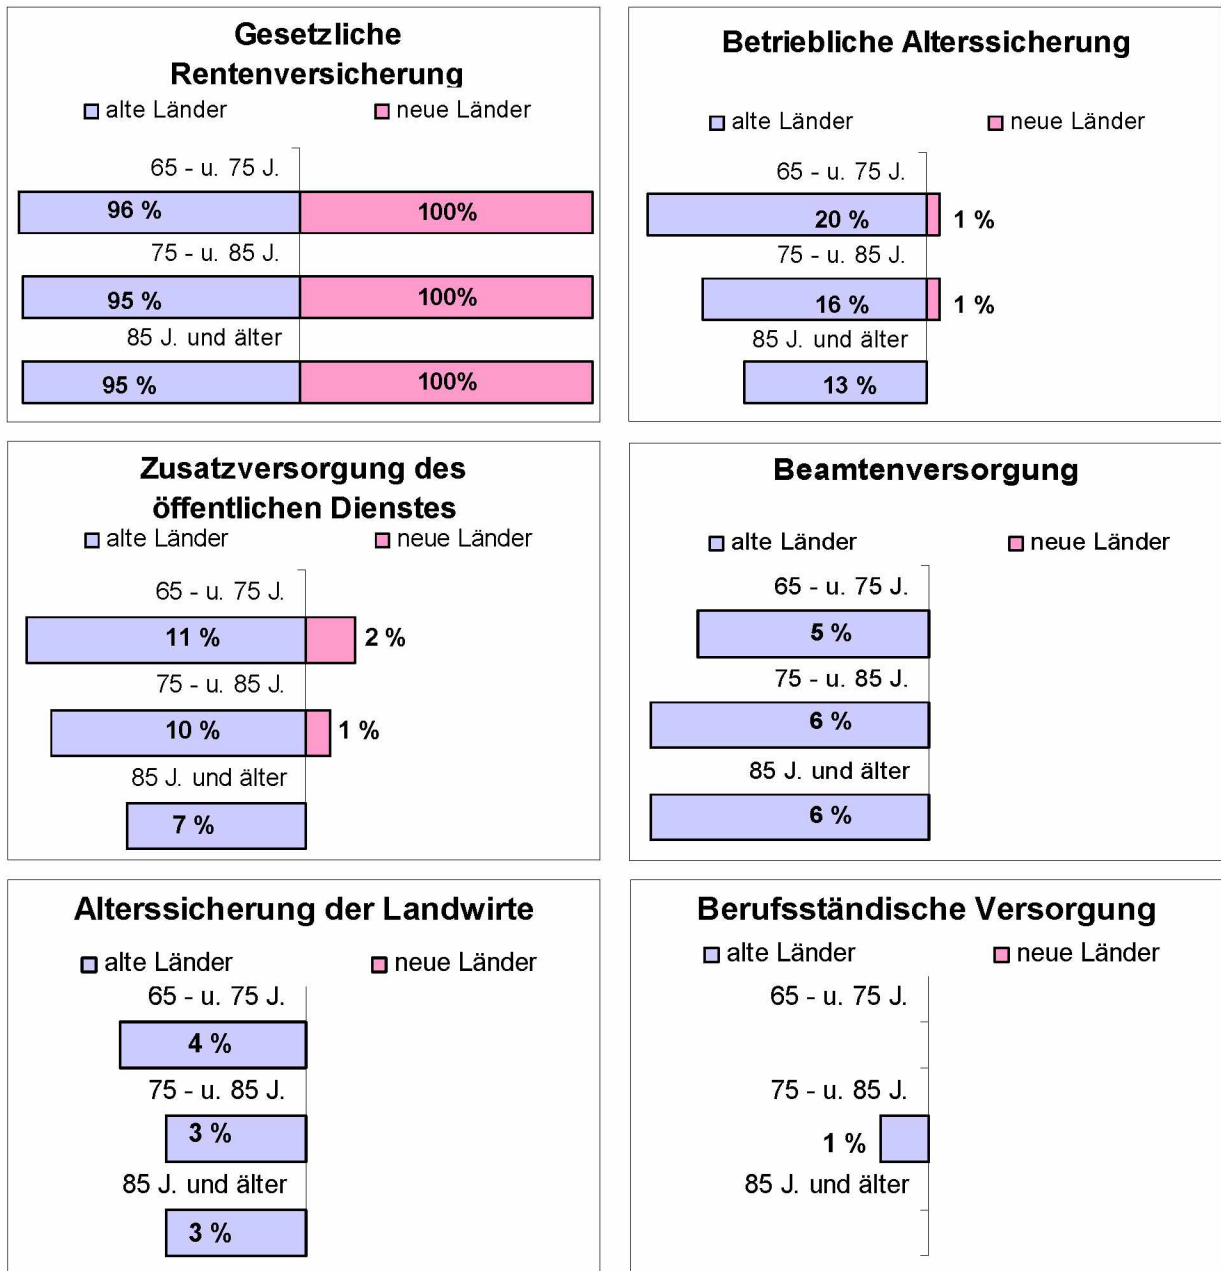 Gesetzliche
Rentenversicherung
alte Länder neue Länder
65 - u. 75 J.
96 % 100%
75 - u. 85 J.
95 % 100%
85 J. und älter
95 % 100%
Betriebliche Alterssicherung
alte Länder neue Länder
65 - u. 75 J.
20 % 1 %
75 - u. 85 J.
16 % 1 %
85 J. und älter
13 %
Zusatzversorgung des
öffentlichen Dienstes
alte Länder neue Länder
65 - u. 75 J.
11 % 2 %
75 - u. 85 J.
10 % 1 %
85 J. und älter
7 %
Beamtenversorgung
alte Länder neue Länder
65 - u. 75 J.
5 %
75 - u. 85 J.
6 %
85 J. und älter
6 %
Alterssicherung der Landwirte
alte Länder neue Länder
65 - u. 75 J.
4 %
75 - u. 85 J.
3 %
85 J. und älter
3 %
Berufsständische Versorgung
alte Länder neue Länder
65 - u. 75 J.
75 - u. 85 J.
1 %
85 J. und älter